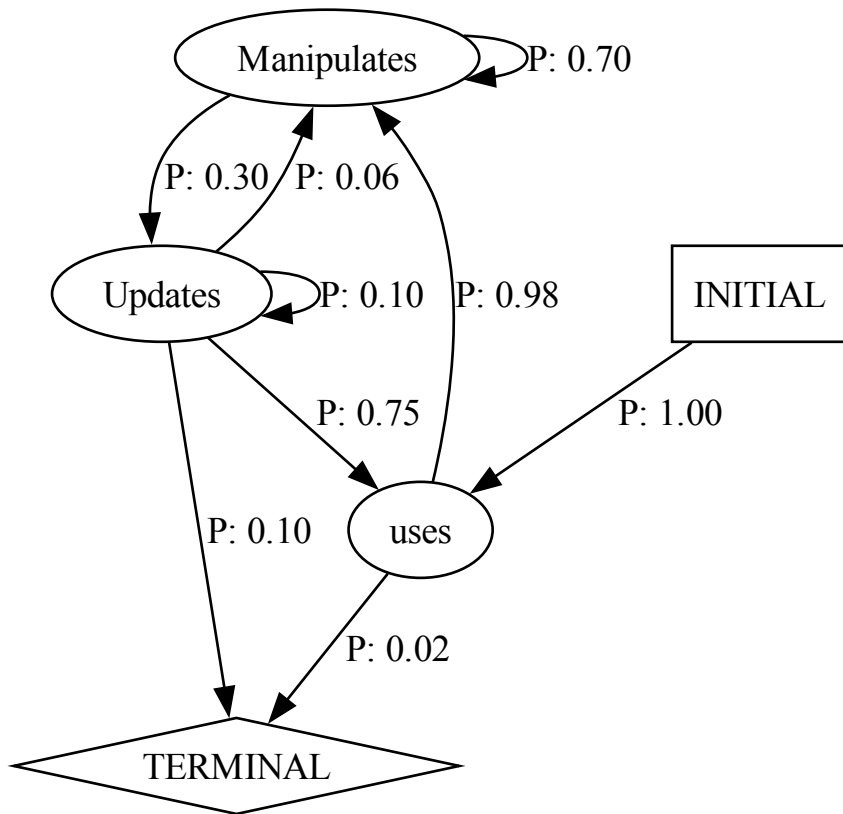 Manipulates
P: 0.70
P: 0.30
P: 0.06
Updates
P: 0.10
P: 0.98
INITIAL
P: 0.75
P: 1.00
P: 0.10
uses
P: 0.02
TERMINAL